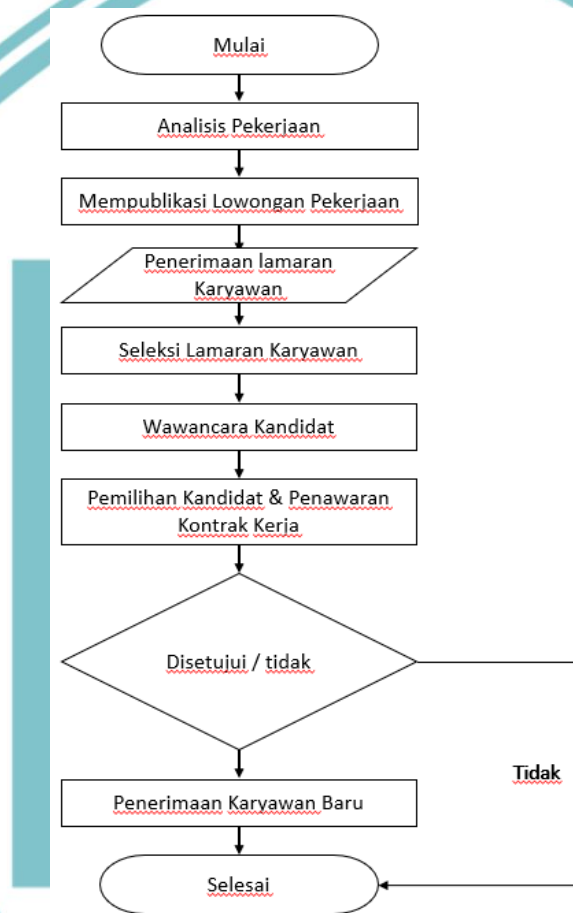 Mulai
Analisis Pekerjaan
Mempublikasi Lowongan Pekerjaan
Penerimaan lamaran
Karyawan
Seleksi Lamaran Karyawan
Wawancara Kandidat
Pemilihan Kandidat & Penawaran
Kontrak Kerja
Disetujui / tidak
Tidak
Penerimaan Karyawan Baru
Selesai